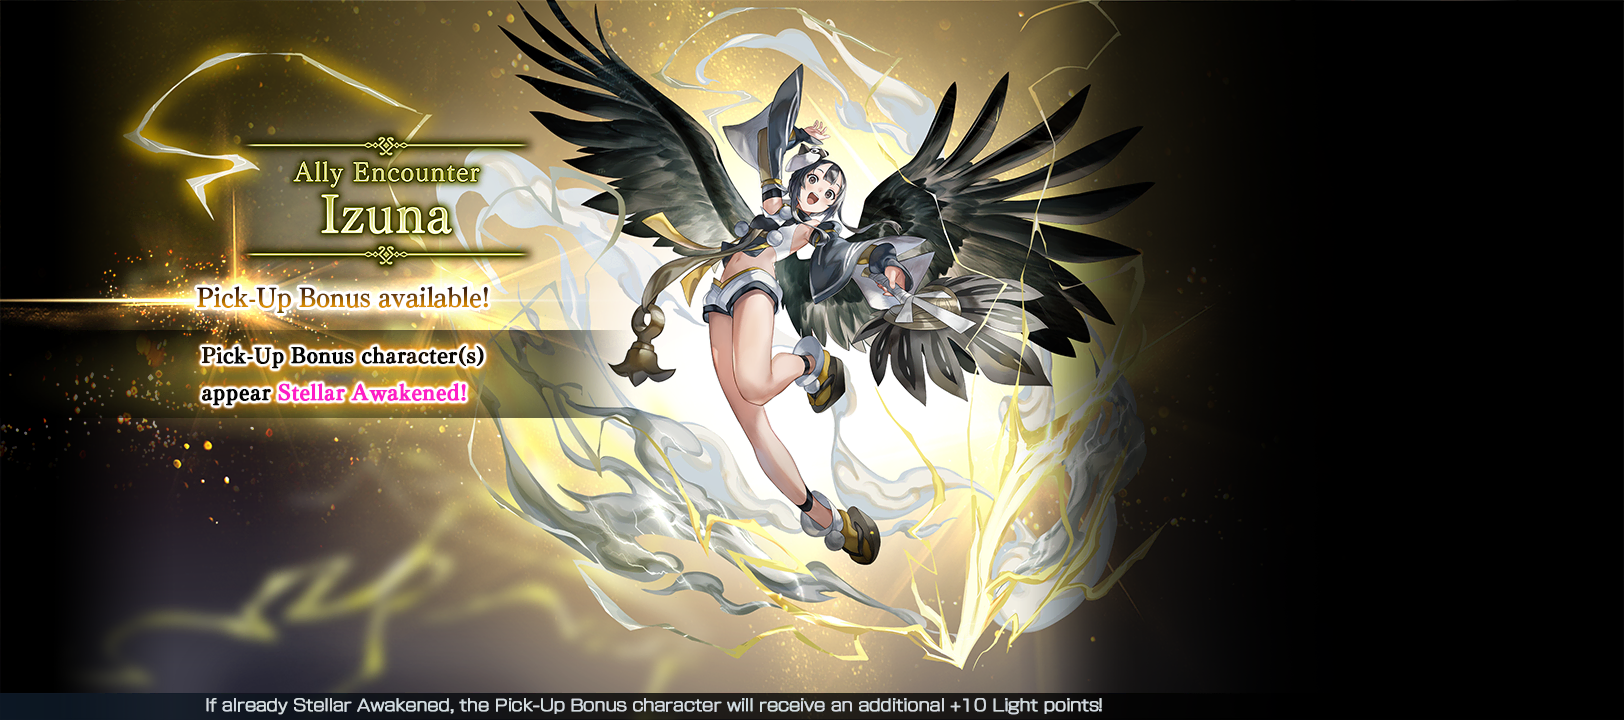 Ally Encounter
Izuna
Pick-Up Bonus available!
Pick-Up Bonus character(s)
appear Stellar Awakened!
If already Stellar Awakened, the Pick-Up Bonus character will receive an additional +10 Light points!